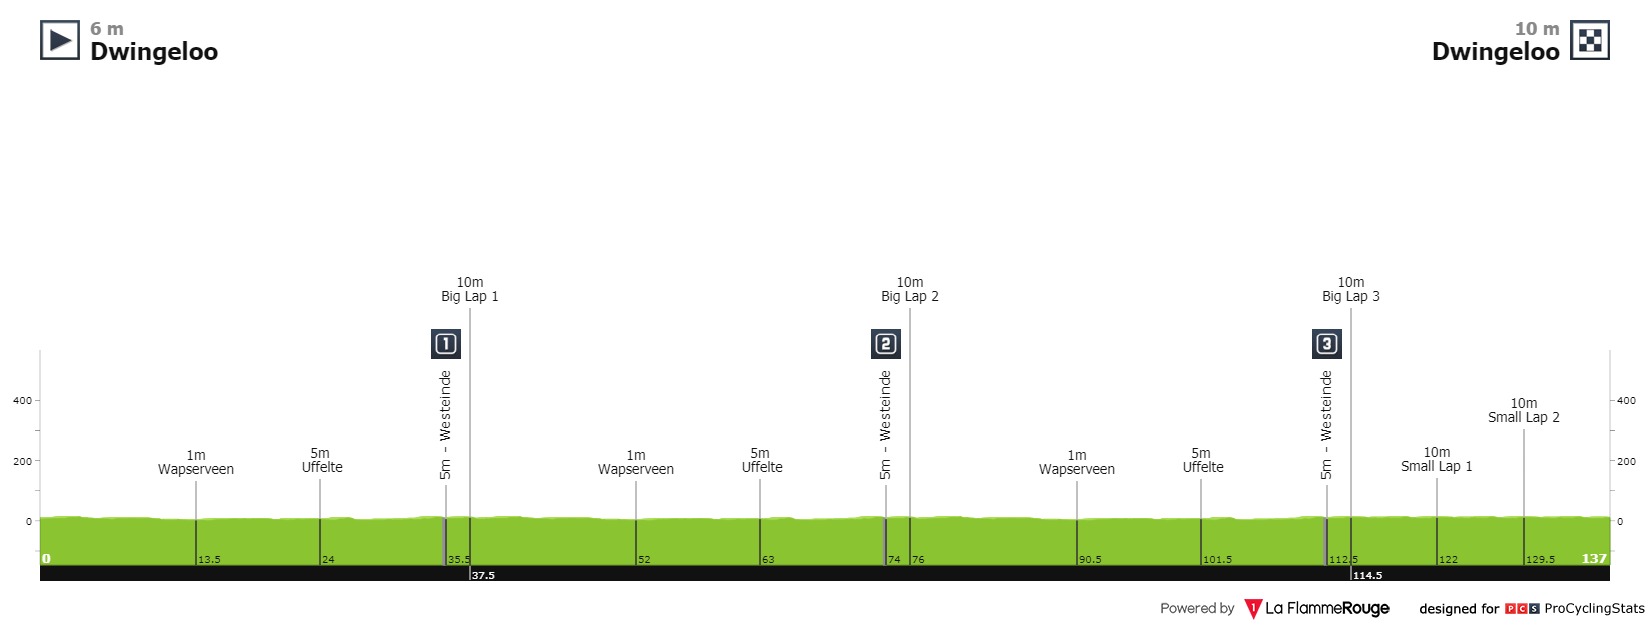 6 m
Dwingeloo
10 m
Dwingeloo
10m
Big Lap 1
10m
Big Lap 2
10m
Big Lap 3
1
2
3
5m - Westeinde
5m - Westeinde
5m - Westeinde
400
200
0
400
200
0
1m
Wapserveen
5m
Uffelte
1m
Wapserveen
5m
Uffelte
1m
Wapserveen
5m
Uffelte
10m
Small Lap 1
10m
Small Lap 2
0
13.5
24
35.5
52
63
74
76
90.5
101.5
112.5
122
129.5
137
37.5
114.5
Powered by
1
La FlammeRouge
designed for
PCS
ProCyclingStats